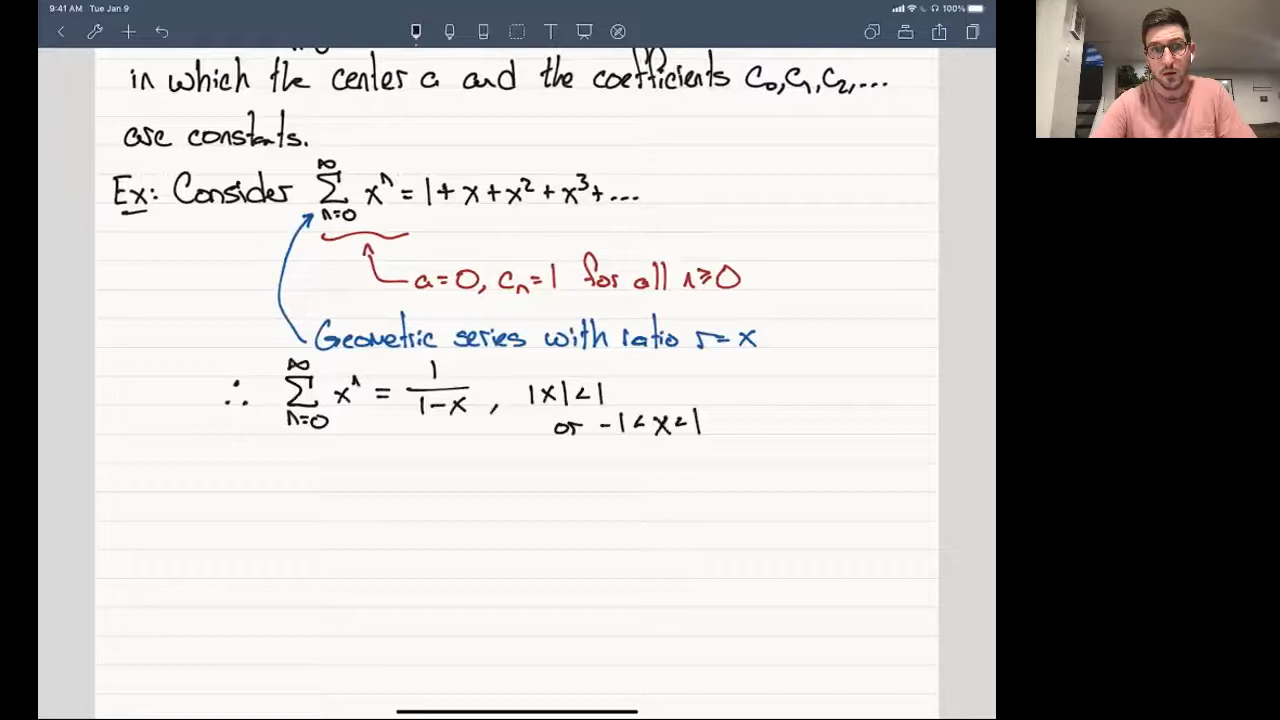 9:41 AM Tue Jan 9
100%
in which the center a and the coefficients C₀, C₁, C₂, ...
are constants.
Ex: Consider ∑_{n=0}^{∞} xⁿ = 1 + x + x² + x³ + ...
a = 0, cₙ = 1 for all n ≥ 0
Geometric series with ratio r = x
∴ ∑_{n=0}^{∞} xⁿ = 1/(1-x), |x| < 1
or -1 < x < 1